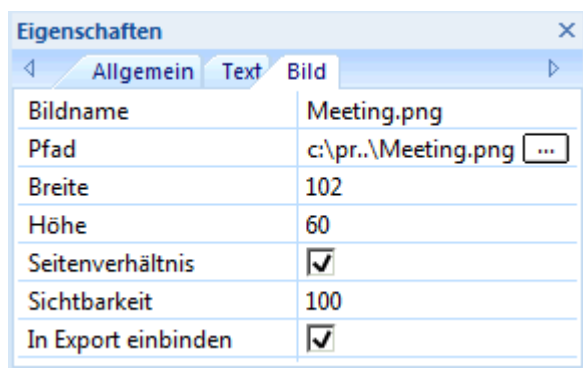 Eigenschaften
Allgemein Text Bild
Bildname Meeting.png
Pfad c:\pr..\Meeting.png ...
Breite 102
Höhe 60
Seitenverhältnis
Sichtbarkeit 100
In Export einbinden